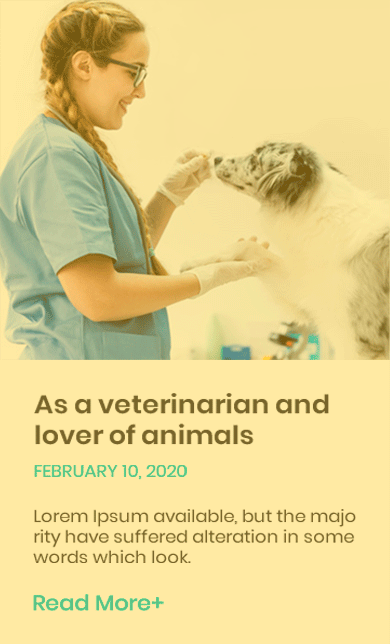 As a veterinarian and
lover of animals
FEBRUARY 10, 2020
Lorem Ipsum available, but the majo
rity have suffered alteration in some
words which look.
Read More+